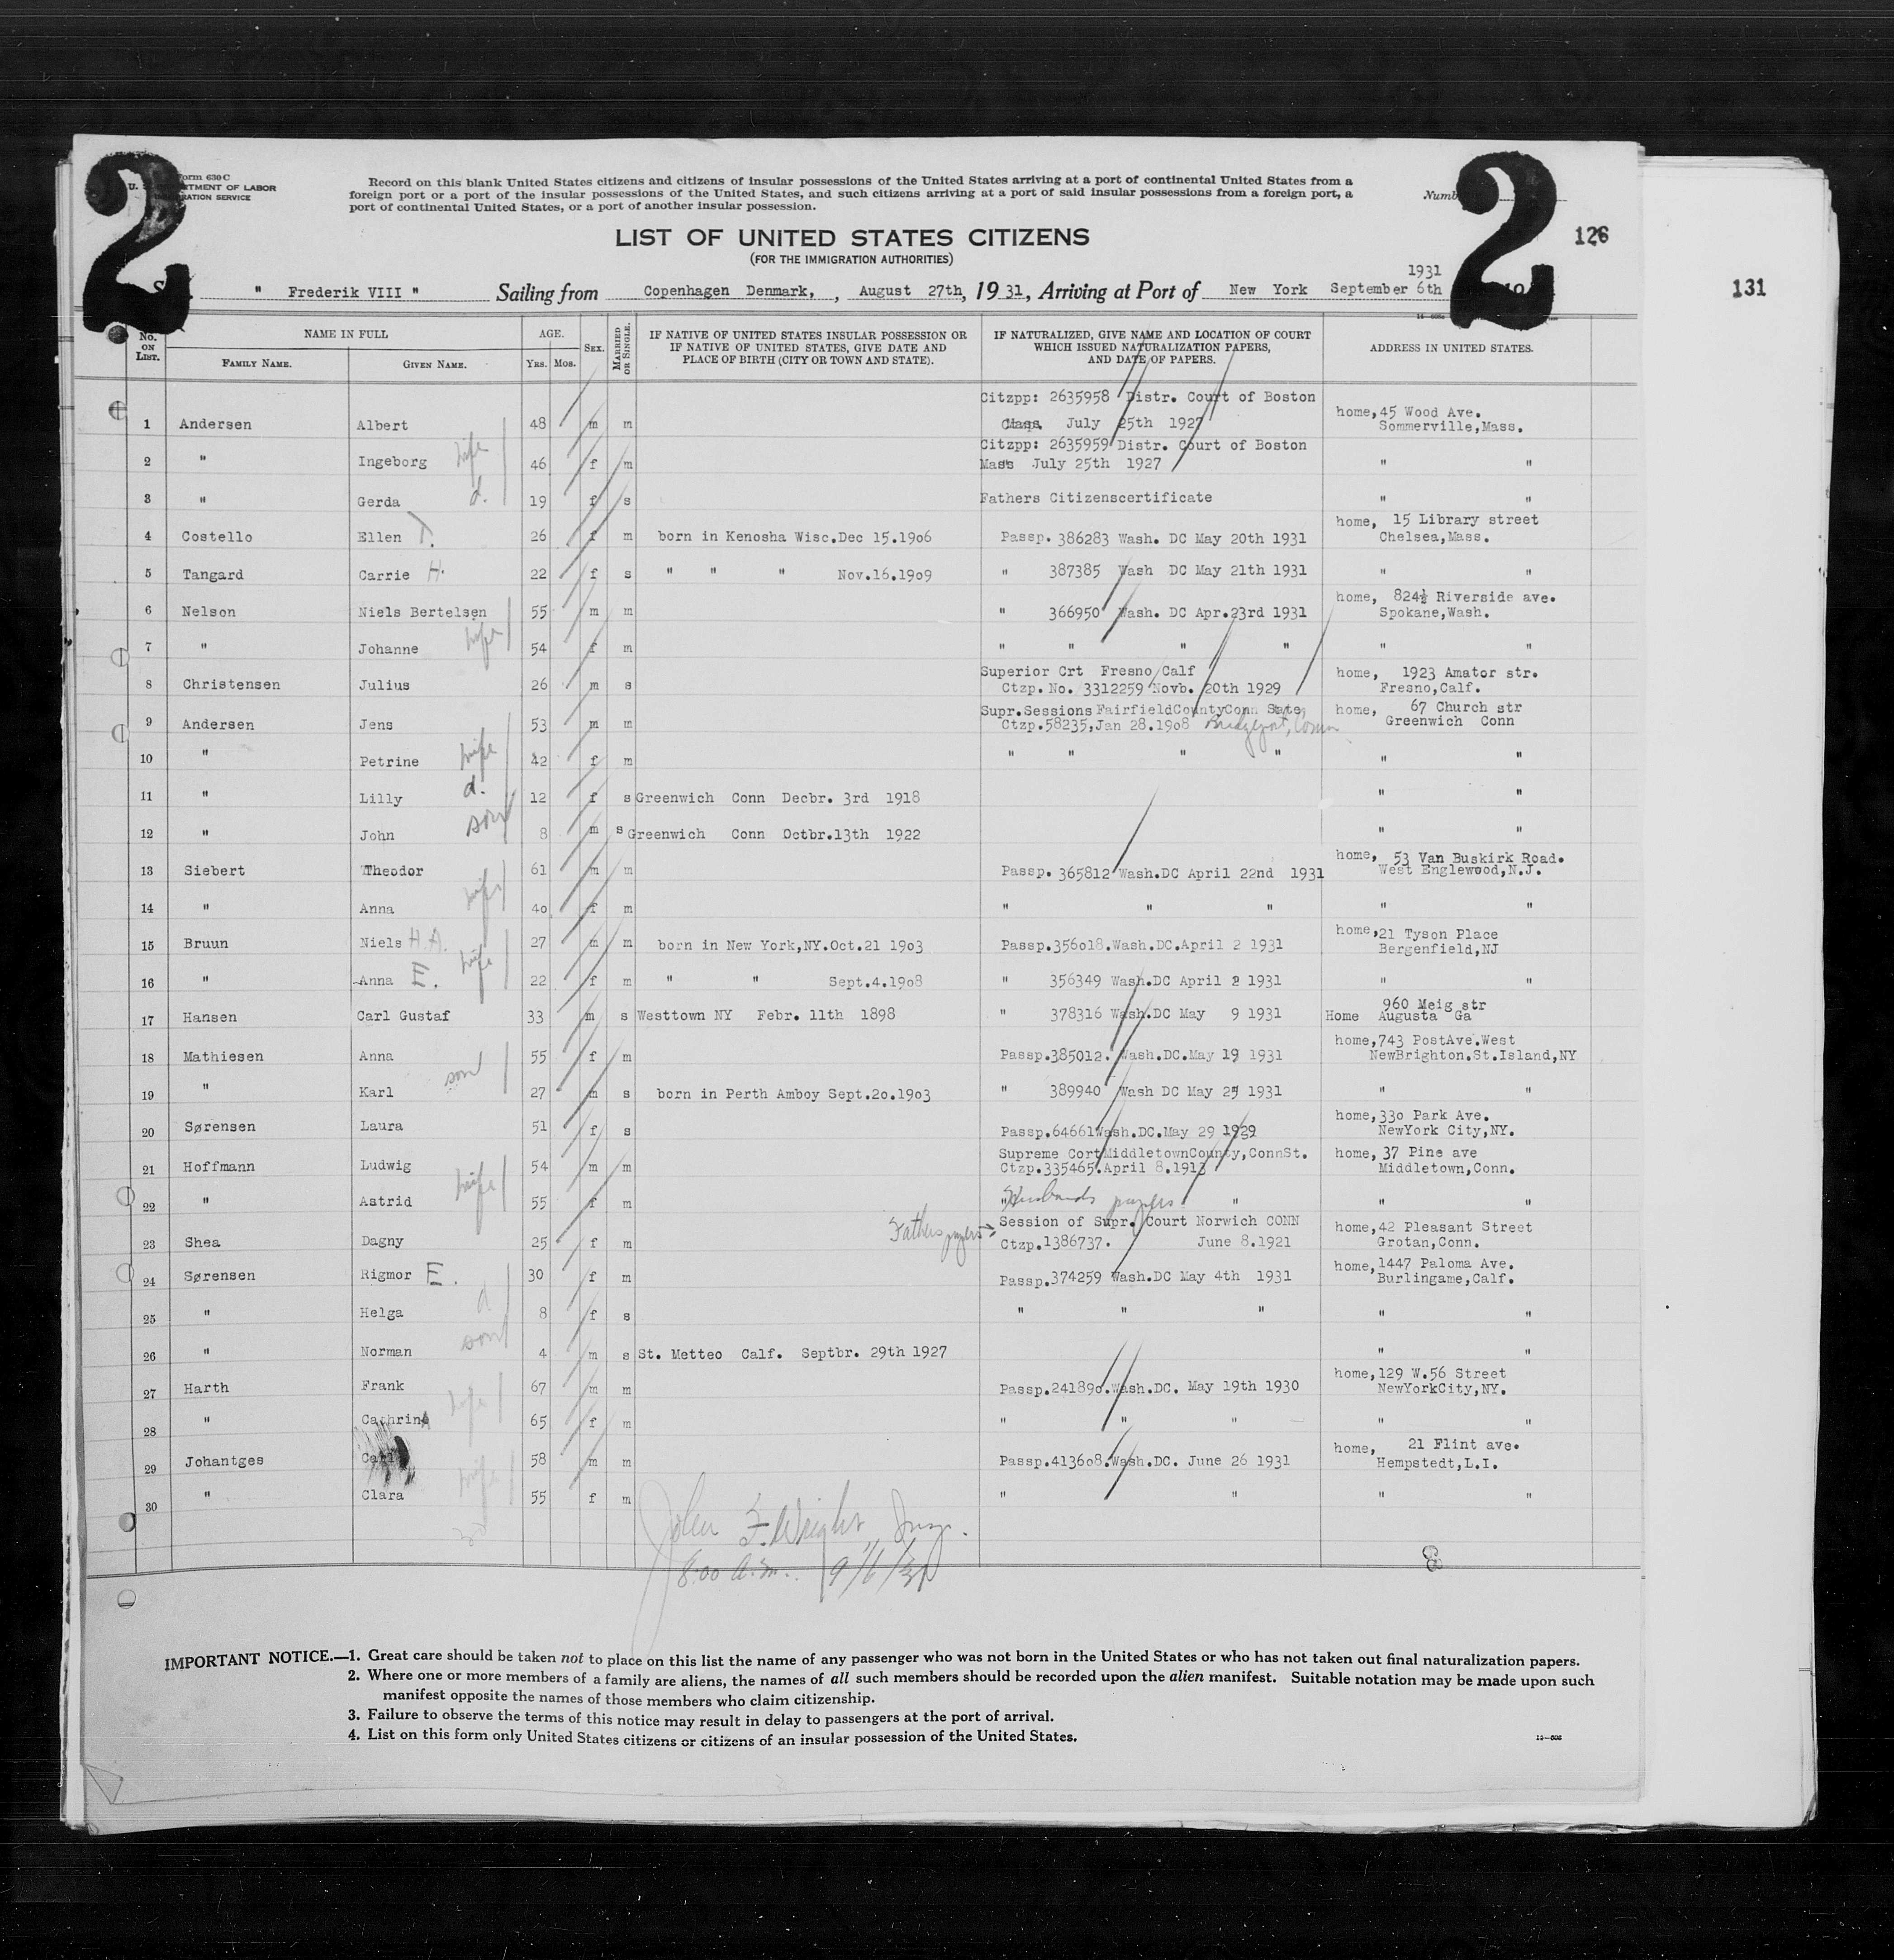 2
2
Form 630 C
U. S. DEPARTMENT OF LABOR
IMMIGRATION SERVICE
Record on this blank United States citizens and citizens of insular possessions of the United States arriving at a port of continental United States from a
foreign port or a port of the insular possessions of the United States, and such citizens arriving at a port of said insular possessions from a foreign port, a
port of continental United States, or a port of another insular possession.
126
131
LIST OF UNITED STATES CITIZENS
(FOR THE IMMIGRATION AUTHORITIES)
" Frederik VIII " Sailing from Copenhagen Denmark, , August 27th, 1931, Arriving at Port of New York September 6th 1931
No. ON LIST. NAME IN FULL AGE. SEX. MARRIED OR SINGLE. IF NATIVE OF UNITED STATES INSULAR POSSESSION OR IF NATIVE OF UNITED STATES, GIVE DATE AND PLACE OF BIRTH (CITY OR TOWN AND STATE). IF NATURALIZED, GIVE NAME AND LOCATION OF COURT WHICH ISSUED NATURALIZATION PAPERS, AND DATE OF PAPERS. ADDRESS IN UNITED STATES.
FAMILY NAME. GIVEN NAME. YRS. MOS.
Citzpp: 2635958 Distr. Court of Boston
1 Andersen Albert 48 m m Mass. July 25th 1927 home, 45 Wood Ave. Sommerville,Mass.
Citzpp: 2635959 Distr. Court of Boston
2 " Ingeborg wife 46 f m Mass July 25th 1927 " "
3 " Gerda d. 19 f s Fathers Citizenscertificate " "
4 Costello Ellen T. 26 f m born in Kenosha Wisc.Dec 15.1906 Passp. 386283 Wash. DC May 20th 1931 home, 15 Library street Chelsea,Mass.
5 Tangard Carrie H. 22 f s " " " Nov.16.1909 " 387385 Wash DC May 21th 1931 " "
6 Nelson Niels Bertelsen 55 m m " 366950 Wash. DC Apr.23rd 1931 home, 824½ Riverside ave. Spokane,Wash.
7 " Johanne wife 54 f m " " " " " "
Superior Crt Fresno Calf
8 Christensen Julius 26 m s Ctzp. No. 3312259 Novb. 20th 1929 home, 1923 Amator str. Fresno,Calf.
Supr.Sessions FairfieldCountyConn State,
9 Andersen Jens 53 m m Ctzp.58235,Jan 28.1908 Bridgeport, Conn home, 67 Church str Greenwich Conn
10 " Petrine wife 42 f m " " " " " "
11 " Lilly d. 12 f s Greenwich Conn Decbr. 3rd 1918 " "
12 " John son 8 m s Greenwich Conn Octbr.13th 1922 " "
13 Siebert Theodor 61 m m Passp. 365812 Wash.DC April 22nd 1931 home, 53 Van Buskirk Road. West Englewood,N.J.
14 " Anna wife 40 f m " " " " "
15 Bruun Niels H.A. 27 m m born in New York,NY.Oct.21 1903 Passp.356018.Wash.DC.April 2 1931 home,21 Tyson Place Bergenfield,NJ
16 " Anna E. wife 22 f m " " Sept.4.1908 " 356349 Wash.DC April 2 1931 " "
17 Hansen Carl Gustaf 33 m s Westtown NY Febr. 11th 1898 " 378316 Wash.DC May 9 1931 Home 960 Meig str Augusta Ga
18 Mathiesen Anna 55 f m Passp.385012. Wash.DC.May 19 1931 home,743 PostAve.West NewBrighton.St.Island,NY
19 " Karl son 27 m s born in Perth Amboy Sept.20.1903 " 389940 Wash DC May 25 1931 " "
20 Sørensen Laura 51 f s Passp.64661Wash.DC.May 29 1929 home,330 Park Ave. NewYork City,NY.
Supreme CortMiddletownCounty,ConnSt.
21 Hoffmann Ludwig 54 m m Ctzp.335465.April 8.1913 home, 37 Pine ave Middletown,Conn.
22 " Astrid wife 55 f m Husbands papers " " "
Fathers papers Session of Supr. Court Norwich CONN
23 Shea Dagny 25 f m Ctzp.1386737. June 8.1921 home,42 Pleasant Street Grotan,Conn.
24 Sørensen Rigmor E. 30 f m Passp.374259 Wash.DC May 4th 1931 home,1447 Paloma Ave. Burlingame,Calf.
25 " Helga d 8 f s " " " " "
26 " Norman son 4 m s St. Metteo Calf. Septbr. 29th 1927 " "
27 Harth Frank 67 m m Passp.241890.Wash.DC. May 19th 1930 home,129 W.56 Street NewYorkCity,NY.
28 " Cathrine wife 65 f m " " " " "
29 Johantges Carl 58 m m Passp.413608.Wash.DC. June 26 1931 home, 21 Flint ave. Hempstedt,L.I.
30 " Clara wife 55 f m " " " "
John F. Wright Insp.
8:00 a.m. 9/6/31
IMPORTANT NOTICE.—1. Great care should be taken not to place on this list the name of any passenger who was not born in the United States or who has not taken out final naturalization papers.
2. Where one or more members of a family are aliens, the names of all such members should be recorded upon the alien manifest. Suitable notation may be made upon such
manifest opposite the names of those members who claim citizenship.
3. Failure to observe the terms of this notice may result in delay to passengers at the port of arrival.
4. List on this form only United States citizens or citizens of an insular possession of the United States.